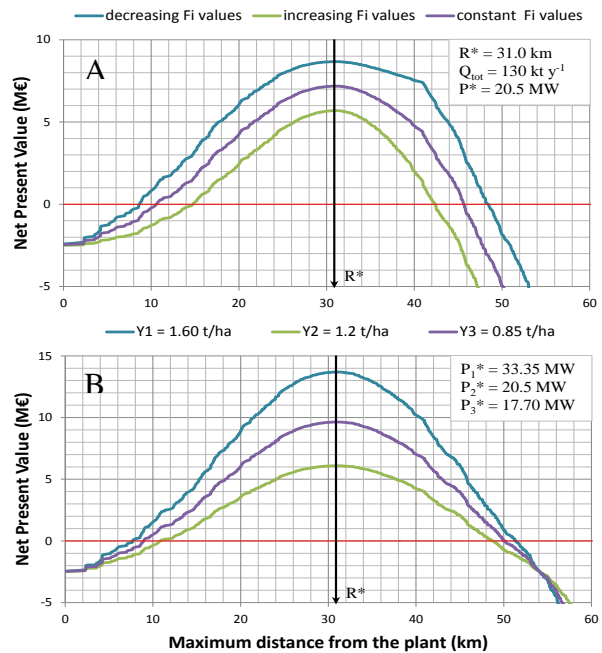 decreasing Fi values increasing Fi values constant Fi values
A
R* = 31.0 km
Q_tot = 130 kt y⁻¹
P* = 20.5 MW
Net Present Value (M€)
10
5
0
-5
R*
0 10 20 30 40 50 60
Y1 = 1.60 t/ha Y2 = 1.2 t/ha Y3 = 0.85 t/ha
B
P₁* = 33.35 MW
P₂* = 20.5 MW
P₃* = 17.70 MW
Net Present Value (M€)
15
10
5
0
-5
R*
0 10 20 30 40 50 60
Maximum distance from the plant (km)